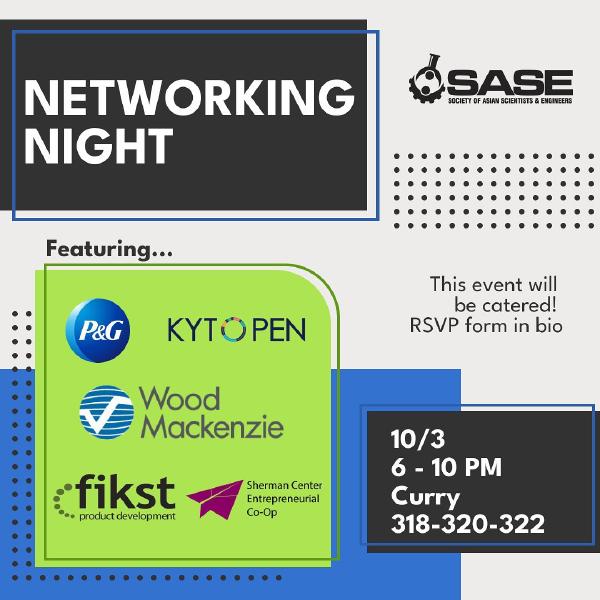 NETWORKING
NIGHT
SASE
SOCIETY OF ASIAN SCIENTISTS & ENGINEERS
Featuring...
P&G
KYTOPEN
Wood
Mackenzie
fikst
product development
Sherman Center
Entrepreneurial
Co-Op
This event will
be catered!
RSVP form in bio
10/3
6 - 10 PM
Curry
318-320-322